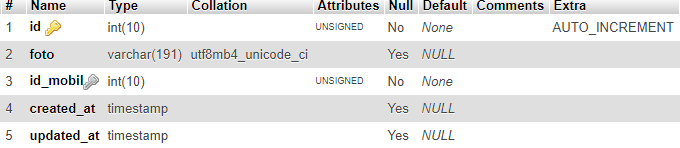 # Name Type Collation Attributes Null Default Comments Extra
1 id int(10) UNSIGNED No None AUTO_INCREMENT
2 foto varchar(191) utf8mb4_unicode_ci Yes NULL
3 id_mobil int(10) UNSIGNED No None
4 created_at timestamp Yes NULL
5 updated_at timestamp Yes NULL